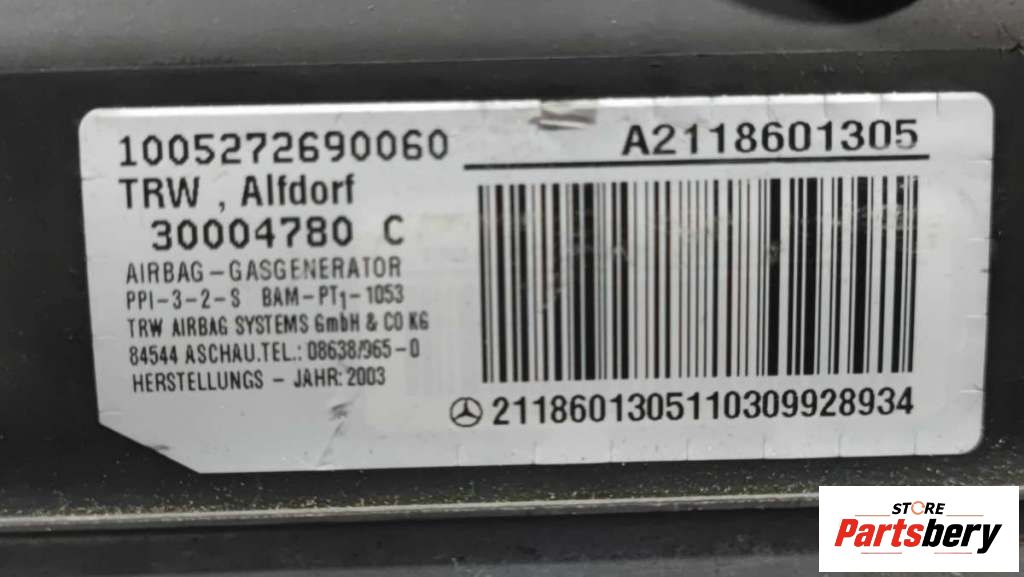 1005272690060
TRW , Alfdorf
30004780 C
AIRBAG-GASGENERATOR
PPI-3-2-S BAM-PT1-1053
TRW AIRBAG SYSTEMS GmbH & CO KG
84544 ASCHAU.TEL.: 08638/965-0
HERSTELLUNGS - JAHR: 2003
A2118601305
2118601305110309928934
STORE
Partsbery